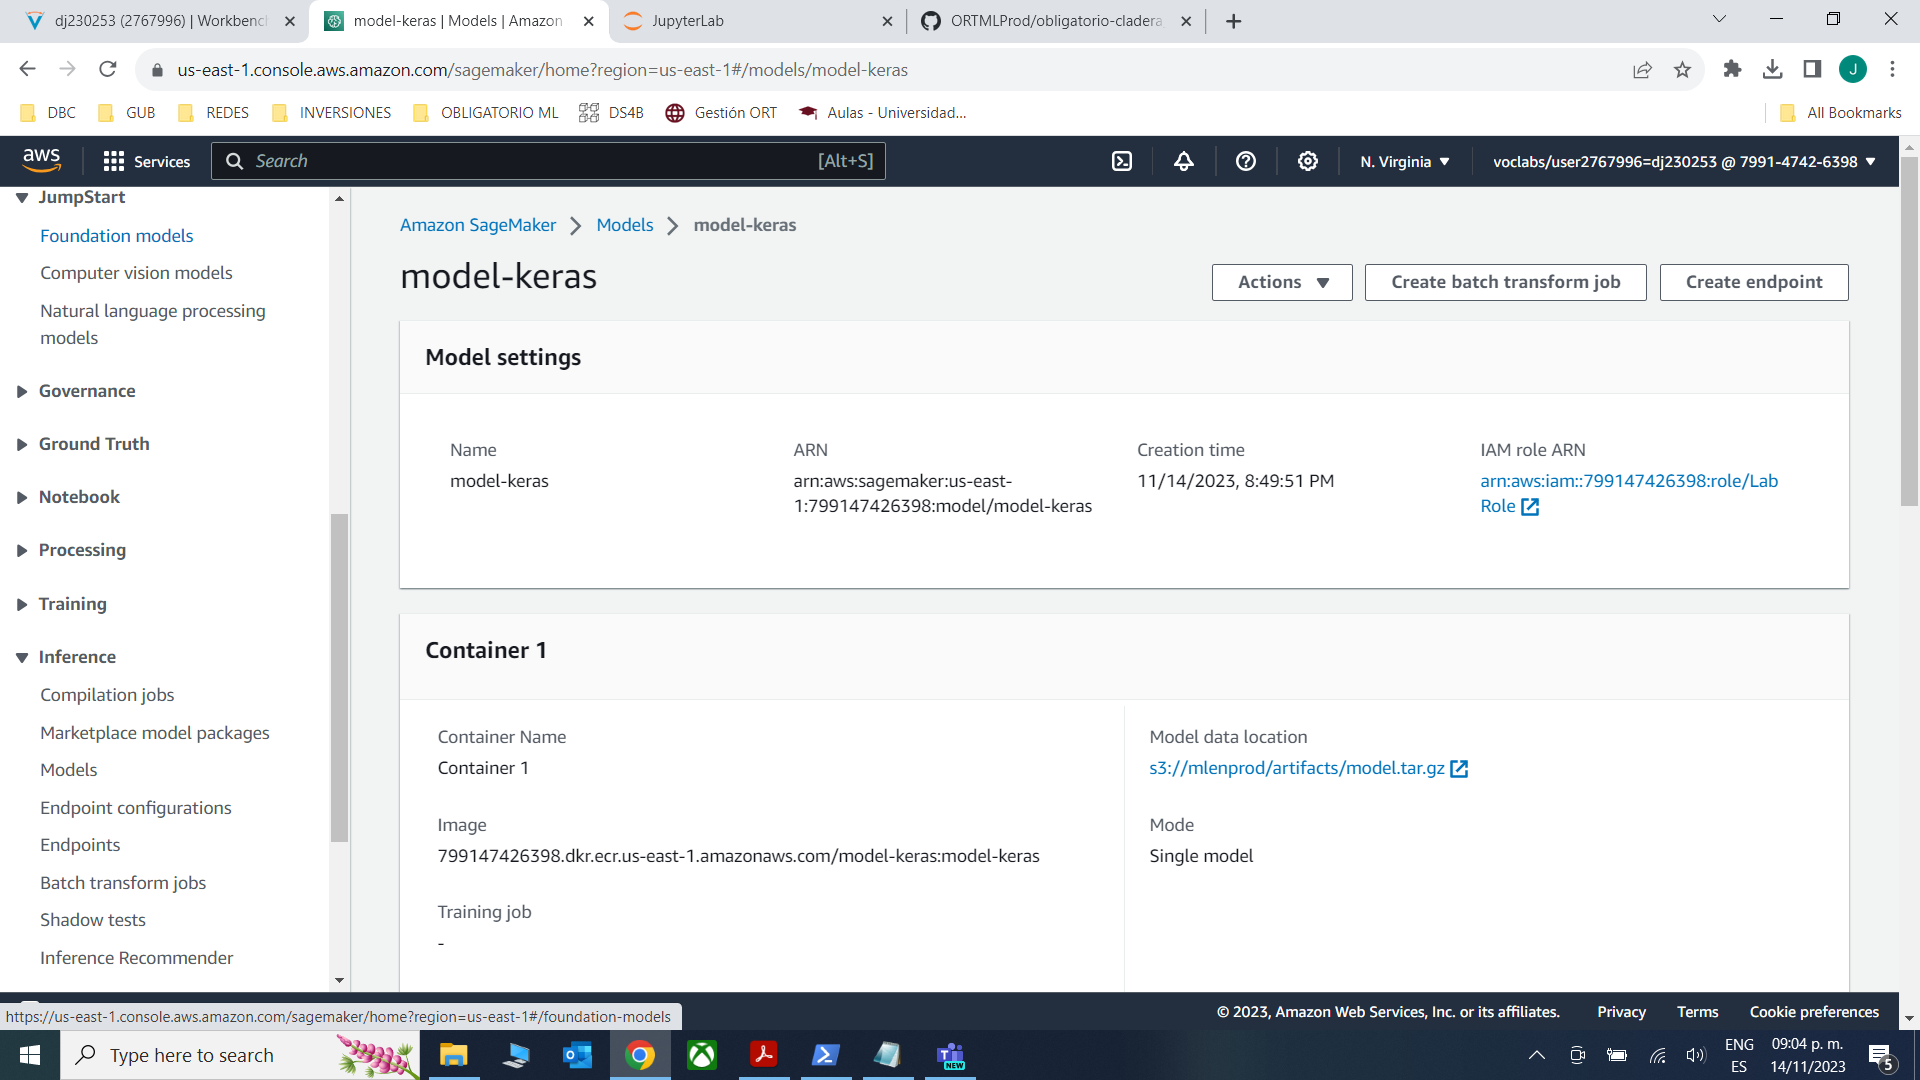 dj230253 (2767996) | Workbenc
model-keras | Models | Amazon
JupyterLab
ORTMLProd/obligatorio-cladera
us-east-1.console.aws.amazon.com/sagemaker/home?region=us-east-1#/models/model-keras
J
DBC
GUB
REDES
INVERSIONES
OBLIGATORIO ML
DS4B
Gestión ORT
Aulas - Universidad...
All Bookmarks
aws
Services
Search
[Alt+S]
N. Virginia
voclabs/user2767996=dj230253 @ 7991-4742-6398
JumpStart
Foundation models
Computer vision models
Natural language processing
models
Governance
Ground Truth
Notebook
Processing
Training
Inference
Compilation jobs
Marketplace model packages
Models
Endpoint configurations
Endpoints
Batch transform jobs
Shadow tests
Inference Recommender
Amazon SageMaker
Models
model-keras
model-keras
Actions
Create batch transform job
Create endpoint
Model settings
Name
model-keras
ARN
arn:aws:sagemaker:us-east-
1:799147426398:model/model-keras
Creation time
11/14/2023, 8:49:51 PM
IAM role ARN
arn:aws:iam::799147426398:role/Lab
Role
Container 1
Container Name
Container 1
Image
799147426398.dkr.ecr.us-east-1.amazonaws.com/model-keras:model-keras
Training job
-
Model data location
s3://mlenprod/artifacts/model.tar.gz
Mode
Single model
https://us-east-1.console.aws.amazon.com/sagemaker/home?region=us-east-1#/foundation-models
© 2023, Amazon Web Services, Inc. or its affiliates.
Privacy
Terms
Cookie preferences
Type here to search
NEW
ENG
ES
09:04 p. m.
14/11/2023
5